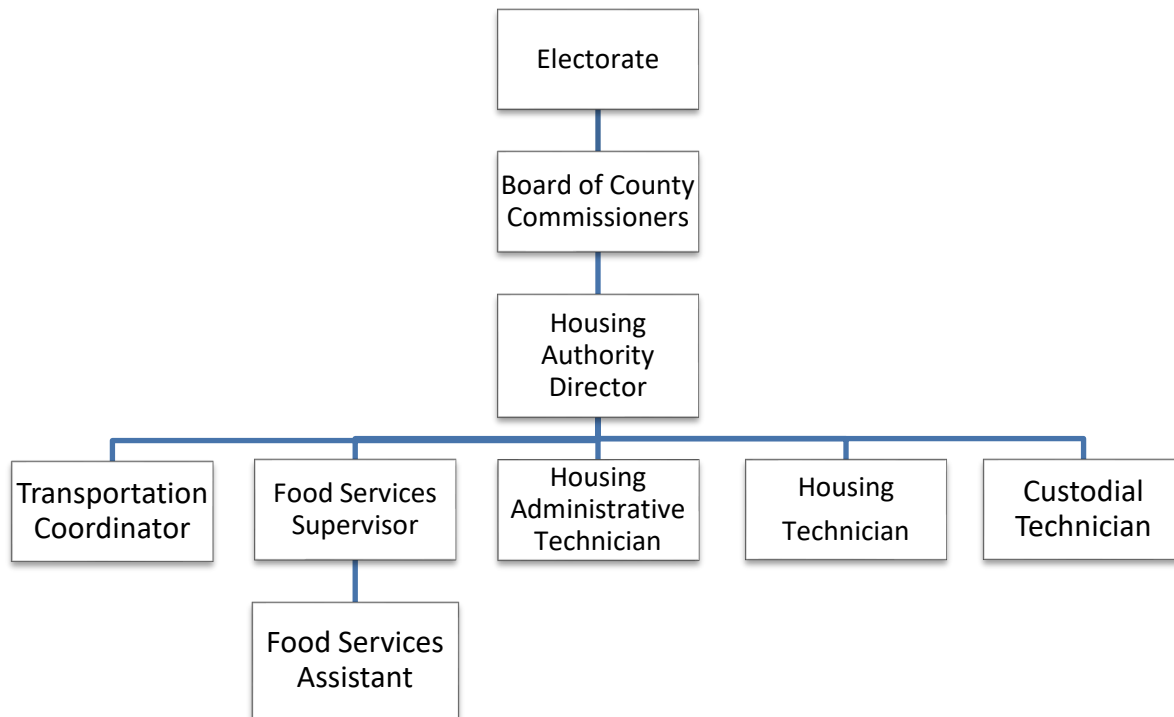 Electorate
Board of County
Commissioners
Housing
Authority
Director
Transportation
Coordinator
Food Services
Supervisor
Housing
Administrative
Technician
Housing
Technician
Custodial
Technician
Food Services
Assistant